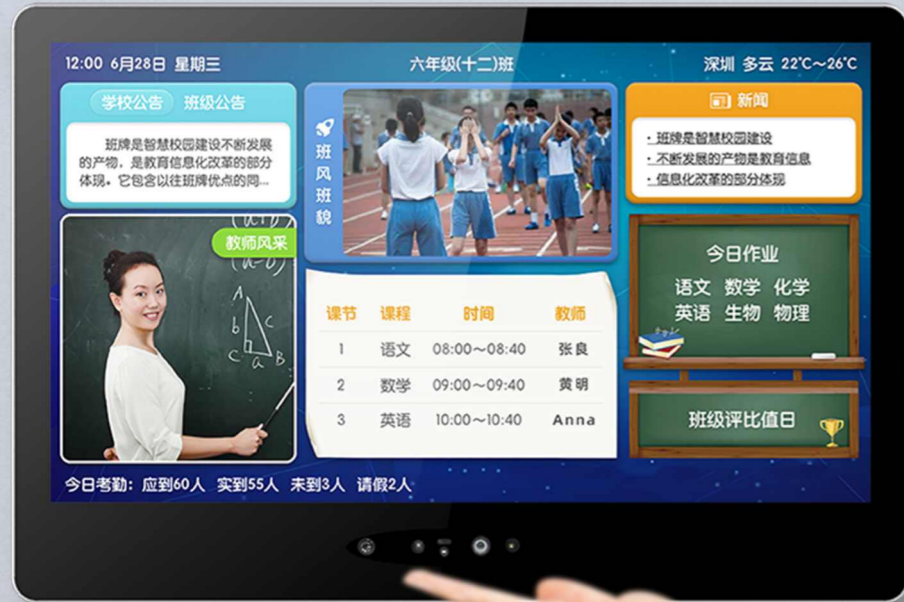 12:00 6月28日 星期三
六年级(十二)班
深圳 多云 22℃~26℃
学校公告 班级公告
班牌是智慧校园建设不断发展
的产物,是教育信息化改革的部分
体现。它包含以往班牌优点的同...
班风班貌
新闻
· 班牌是智慧校园建设
· 不断发展的产物是教育信息
· 信息化改革的部分体现
教师风采
A
b c
C a B
课节 课程 时间 教师
1 语文 08:00~08:40 张良
2 数学 09:00~09:40 黄明
3 英语 10:00~10:40 Anna
今日作业
语文 数学 化学
英语 生物 物理
班级评比值日
今日考勤:应到60人 实到55人 未到3人 请假2人